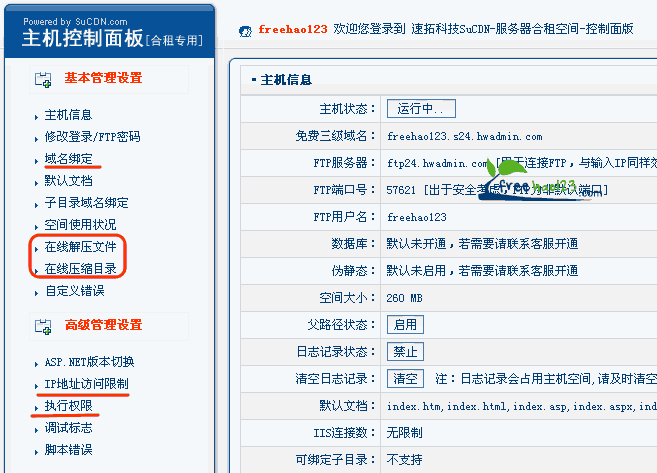 Powered by SuCDN.com
主机控制面板[合租专用]
基本管理设置
主机信息
修改登录/FTP密码
域名绑定
默认文档
子目录域名绑定
空间使用状况
在线解压文件
在线压缩目录
自定义错误
高级管理设置
ASP.NET版本切换
IP地址访问限制
执行权限
调试标志
脚本错误
freehao123 欢迎您登录到 速拓科技SuCDN-服务器合租空间-控制面板
主机信息
主机状态: 运行中..
免费三级域名: freehao123.s24.hwadmin.com
FTP服务器: ftp24.hwadmin.com [用于连接FTP，与输入IP同样
FTP端口号: 57621 [出于安全考虑，FTP为非默认端口]
FTP用户名: freehao123
数据库: 默认未开通，若需要请联系客服开通
伪静态: 默认未启用，若需要请联系客服开通
空间大小: 260 MB
父路径状态: 启用
日志记录状态: 禁止
清空日志记录: 清空 注：日志记录会占用主机空间,请及时清空
默认文档: index.htm,index.html,index.asp,index.aspx,ind
IIS连接数: 无限制
可绑定子目录: 不支持